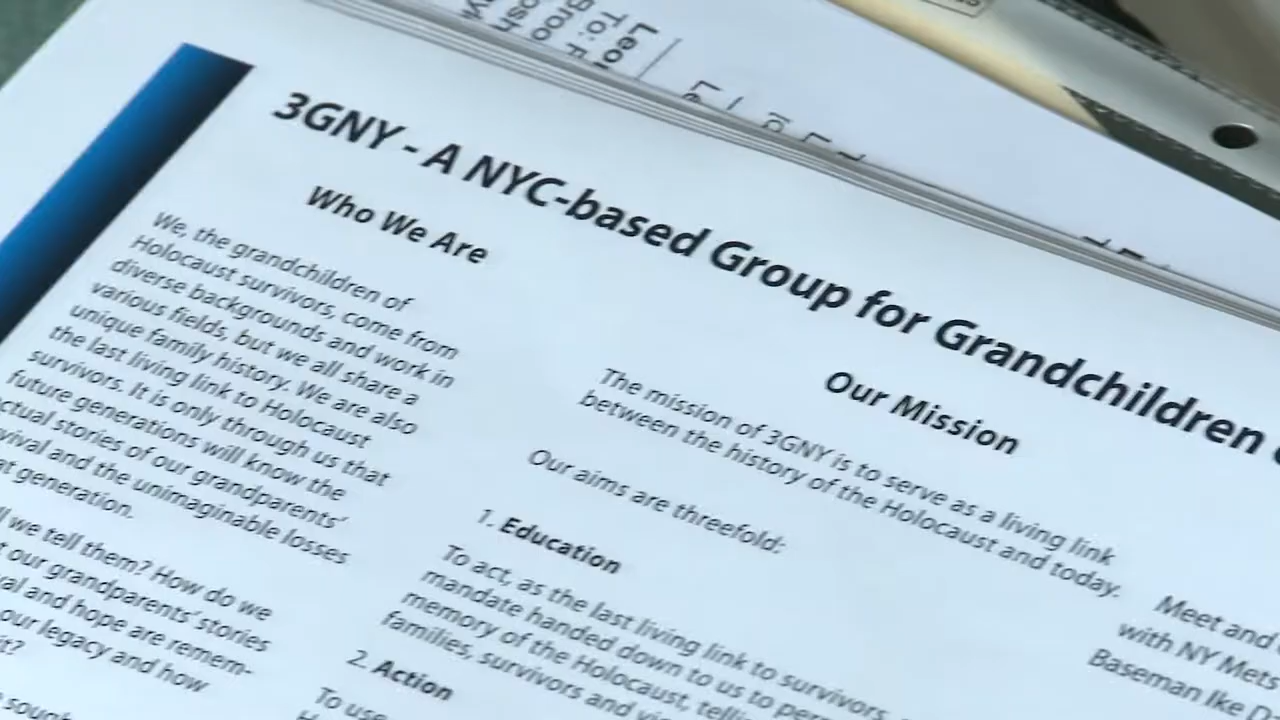 3GNY - A NYC-based Group for Grandchildren
Who We Are
We, the grandchildren of
Holocaust survivors, come from
diverse backgrounds and work in
various fields, but we all share a
unique family history. We are also
the last living link to Holocaust
survivors. It is only through us that
future generations will know the
stories of our grandparents'
and the unimaginable losses
generation.
we tell them? How do we
our grandparents' stories
and hope are remem-
our legacy and how
it?
Our Mission
The mission of 3GNY is to serve as a living link
between the history of the Holocaust and today.
Our aims are threefold:
1. Education
To act, as the last living link to survivors,
mandate handed down to us to
memory of the Holocaust,
families, survivors and
2. Action
To use
Meet and
with NY Mets
Baseman Ike